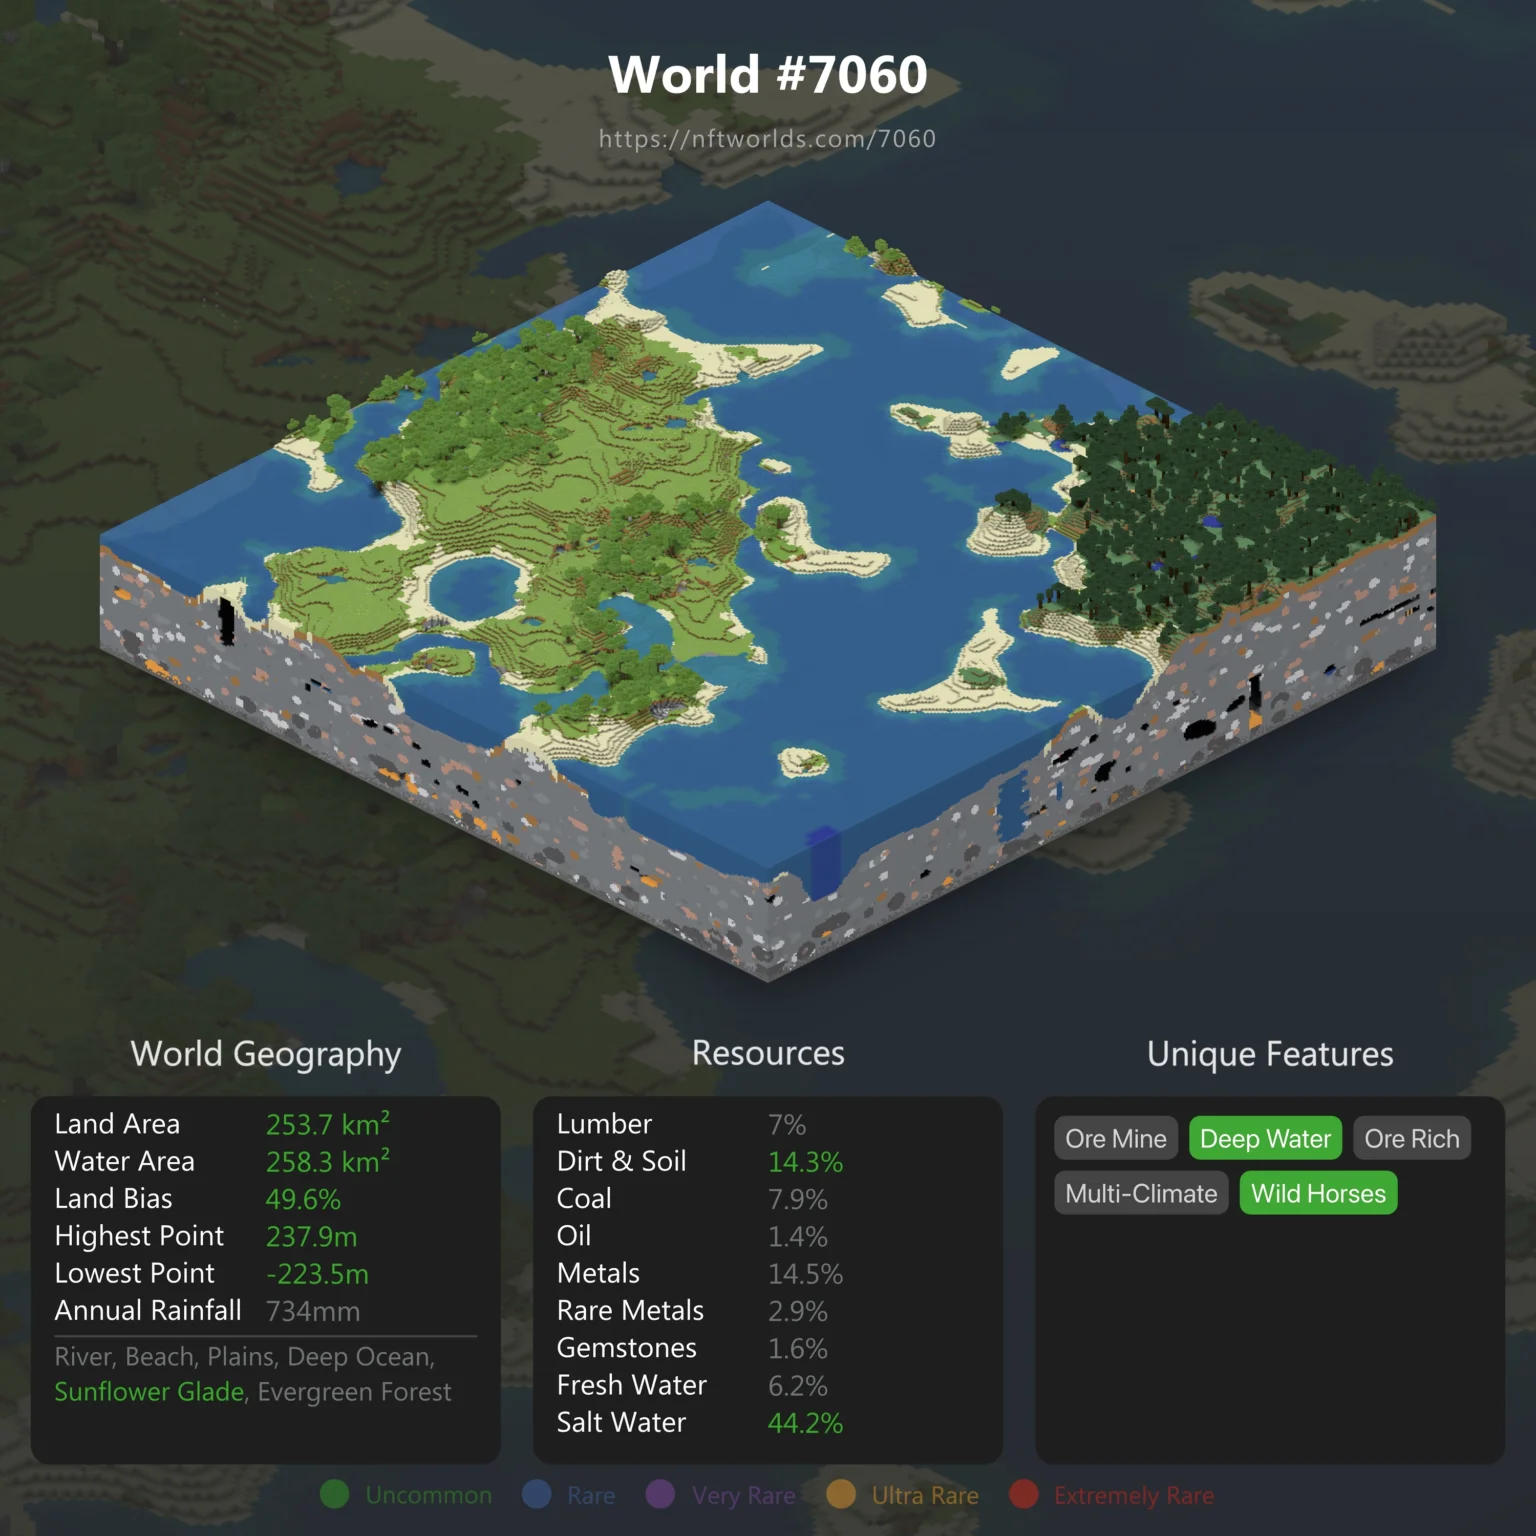 World #7060
https://nftworlds.com/7060
World Geography
Land Area 253.7 km²
Water Area 258.3 km²
Land Bias 49.6%
Highest Point 237.9m
Lowest Point -223.5m
Annual Rainfall 734mm
River, Beach, Plains, Deep Ocean,
Sunflower Glade, Evergreen Forest
Resources
Lumber 7%
Dirt & Soil 14.3%
Coal 7.9%
Oil 1.4%
Metals 14.5%
Rare Metals 2.9%
Gemstones 1.6%
Fresh Water 6.2%
Salt Water 44.2%
Unique Features
Ore Mine Deep Water Ore Rich
Multi-Climate Wild Horses
Uncommon Rare Very Rare Ultra Rare Extremely Rare